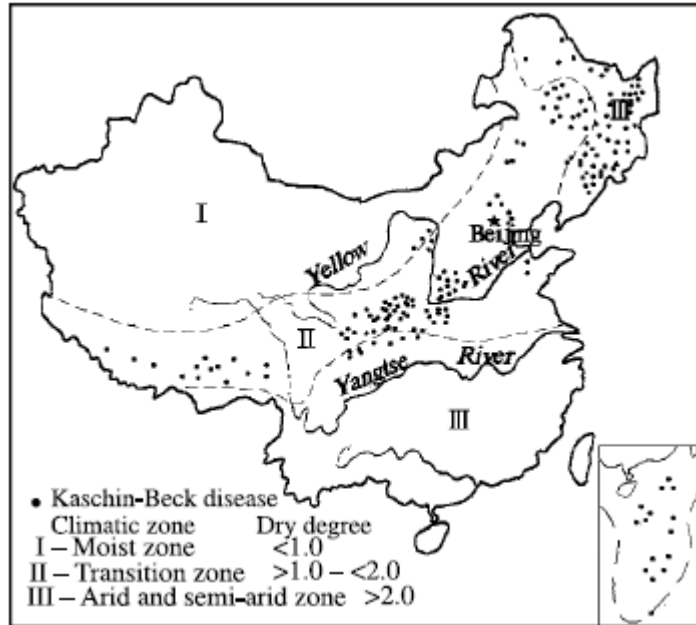 III
I
Beijing
Yellow
River
II
Yangtse River
III
• Kaschin-Beck disease
Climatic zone Dry degree
I – Moist zone <1.0
II – Transition zone >1.0 – <2.0
III – Arid and semi-arid zone >2.0